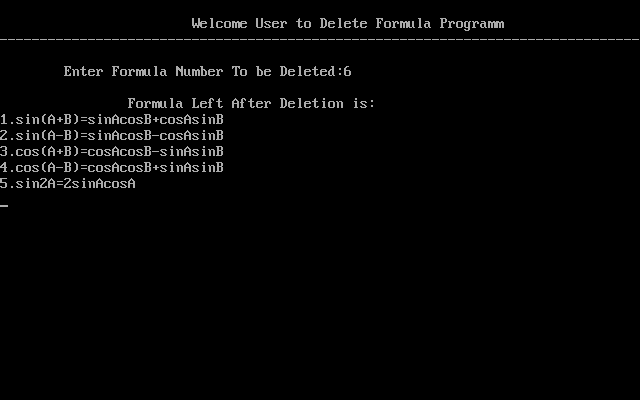 Welcome User to Delete Formula Programm
--------------------------------------------------------------------------------
Enter Formula Number To be Deleted:6
Formula Left After Deletion is:
1.sin(A+B)=sinAcosB+cosAsinB
2.sin(A-B)=sinAcosB-cosAsinB
3.cos(A+B)=cosAcosB-sinAsinB
4.cos(A-B)=cosAcosB+sinAsinB
5.sin2A=2sinAcosA